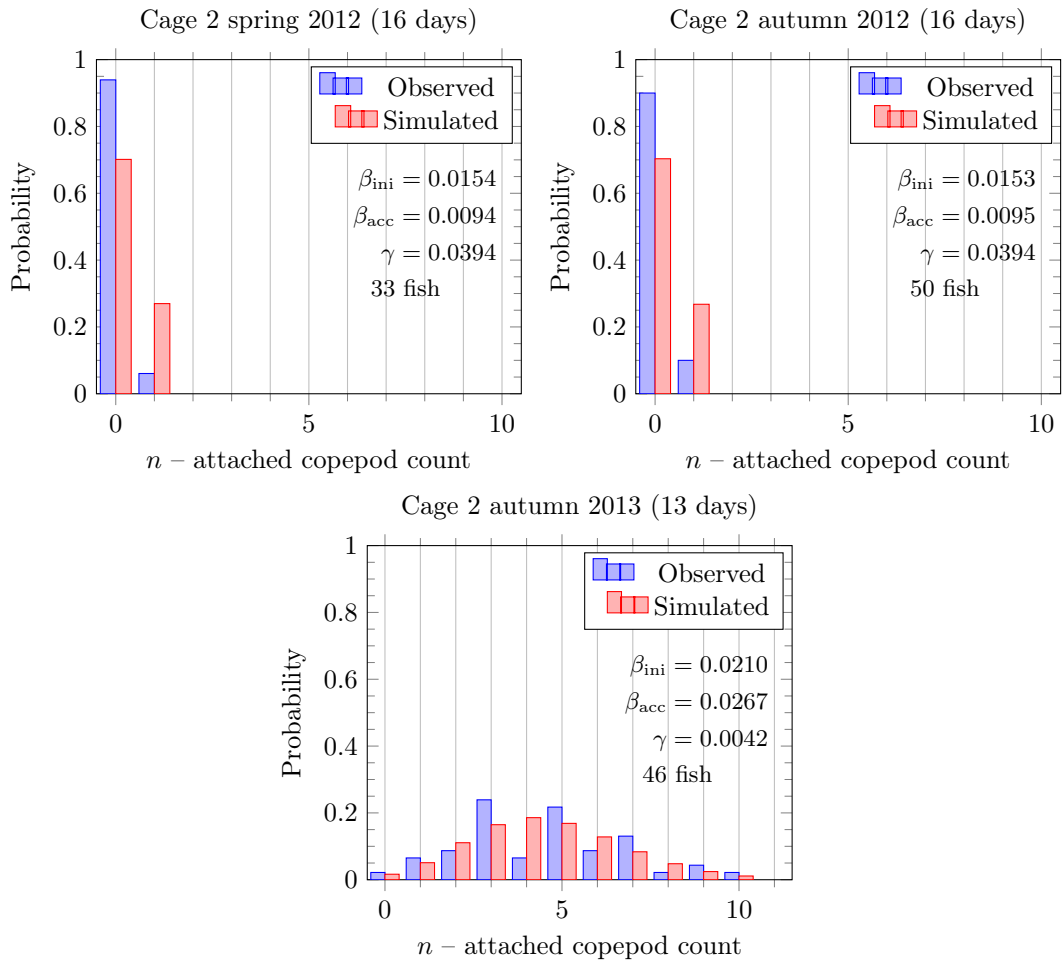 Cage 2 spring 2012 (16 days)
1
0.8
0.6
0.4
0.2
0
Probability
Observed
Simulated
β_ini = 0.0154
β_acc = 0.0094
γ = 0.0394
33 fish
0 5 10
n – attached copepod count
Cage 2 autumn 2012 (16 days)
1
0.8
0.6
0.4
0.2
0
Probability
Observed
Simulated
β_ini = 0.0153
β_acc = 0.0095
γ = 0.0394
50 fish
0 5 10
n – attached copepod count
Cage 2 autumn 2013 (13 days)
1
0.8
0.6
0.4
0.2
0
Probability
Observed
Simulated
β_ini = 0.0210
β_acc = 0.0267
γ = 0.0042
46 fish
0 5 10
n – attached copepod count